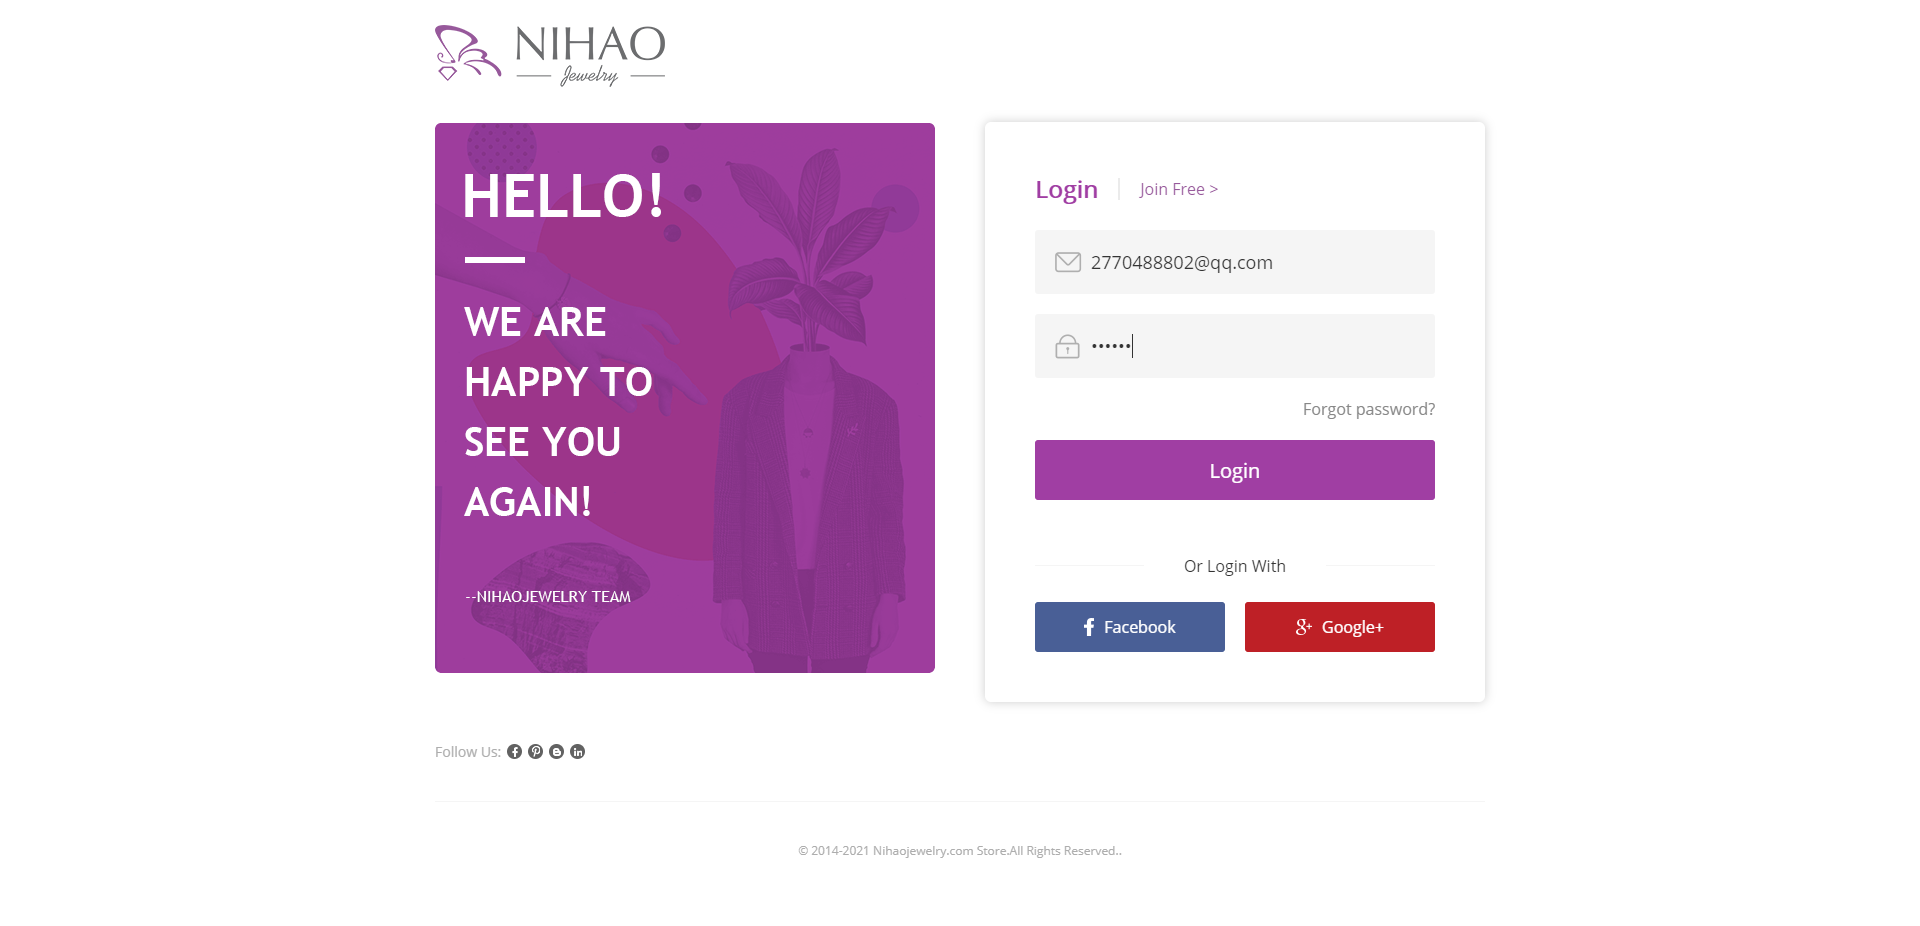 NIHAO
Jewelry
HELLO!
WE ARE
HAPPY TO
SEE YOU
AGAIN!
--NIHAOJEWELRY TEAM
Login
Join Free >
2770488802@qq.com
••••••
Forgot password?
Login
Or Login With
Facebook
Google+
Follow Us:
© 2014-2021 Nihaojewelry.com Store.All Rights Reserved..